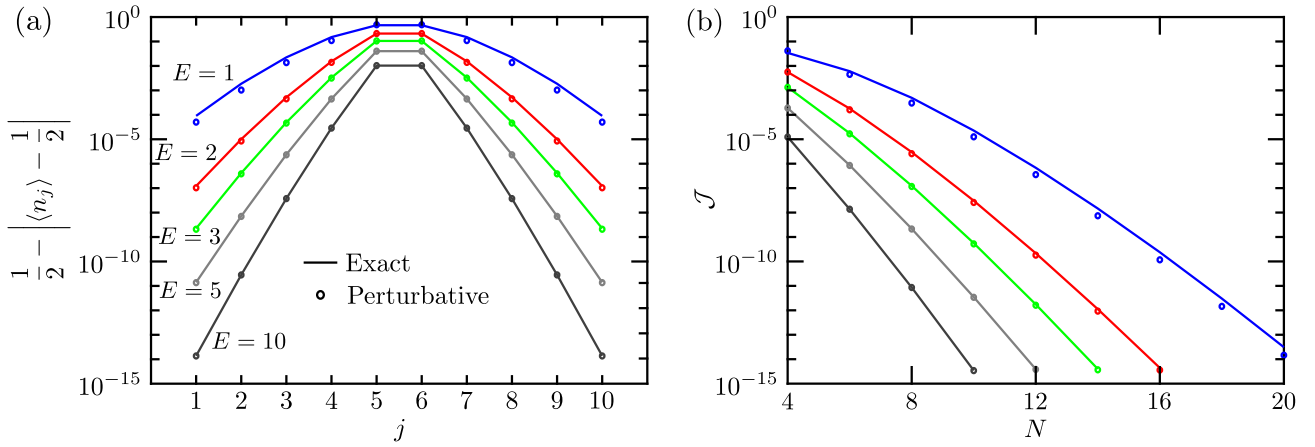 (a)
1/2 − |⟨n_j⟩ − 1/2|
10^0
10^−5
10^−10
10^−15
E = 1
E = 2
E = 3
E = 5
E = 10
Exact
Perturbative
1 2 3 4 5 6 7 8 9 10
j
(b)
𝒥
10^0
10^−5
10^−10
10^−15
4 8 12 16 20
N